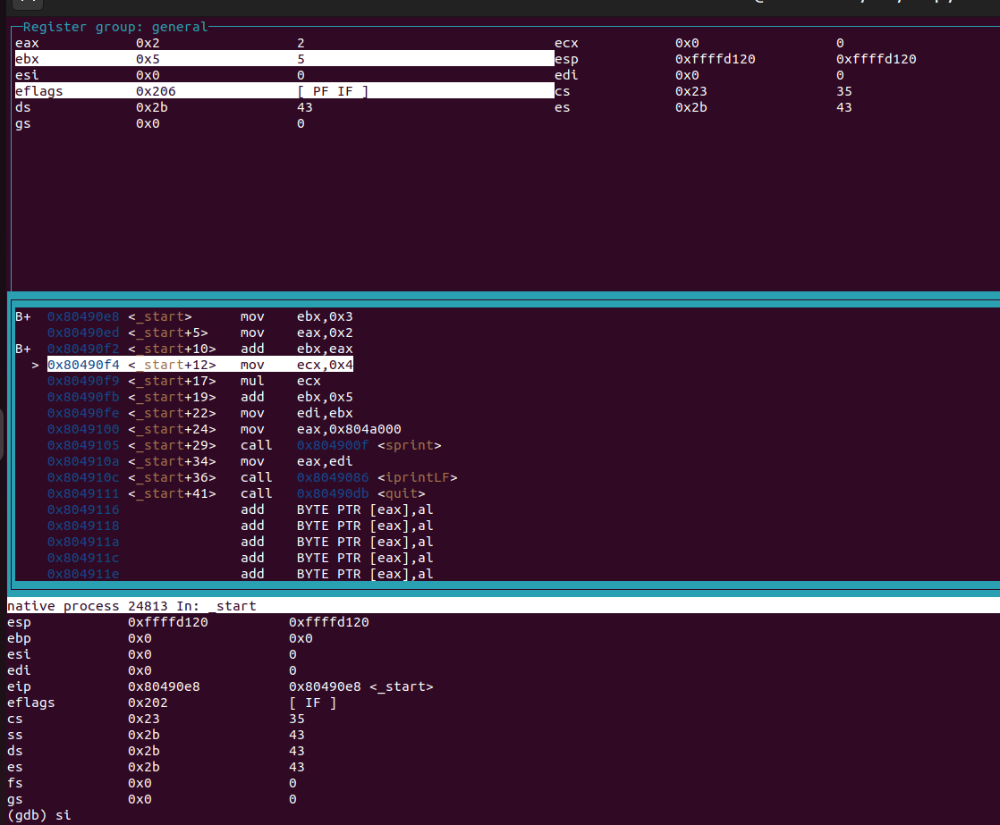 Register group: general
eax 0x2 2 ecx 0x0 0
ebx 0x5 5 esp 0xffffd120 0xffffd120
esi 0x0 0 edi 0x0 0
eflags 0x206 [ PF IF ] cs 0x23 35
ds 0x2b 43 es 0x2b 43
gs 0x0 0
B+ 0x80490e8 <_start> mov ebx,0x3
0x80490ed <_start+5> mov eax,0x2
B+ 0x80490f2 <_start+10> add ebx,eax
> 0x80490f4 <_start+12> mov ecx,0x4
0x80490f9 <_start+17> mul ecx
0x80490fb <_start+19> add ebx,0x5
0x80490fe <_start+22> mov edi,ebx
0x8049100 <_start+24> mov eax,0x804a000
0x8049105 <_start+29> call 0x804900f <sprint>
0x804910a <_start+34> mov eax,edi
0x804910c <_start+36> call 0x8049086 <iprintLF>
0x8049111 <_start+41> call 0x80490db <quit>
0x8049116 add BYTE PTR [eax],al
0x8049118 add BYTE PTR [eax],al
0x804911a add BYTE PTR [eax],al
0x804911c add BYTE PTR [eax],al
0x804911e add BYTE PTR [eax],al
native process 24813 In: _start
esp 0xffffd120 0xffffd120
ebp 0x0 0x0
esi 0x0 0
edi 0x0 0
eip 0x80490e8 0x80490e8 <_start>
eflags 0x202 [ IF ]
cs 0x23 35
ss 0x2b 43
ds 0x2b 43
es 0x2b 43
fs 0x0 0
gs 0x0 0
(gdb) si